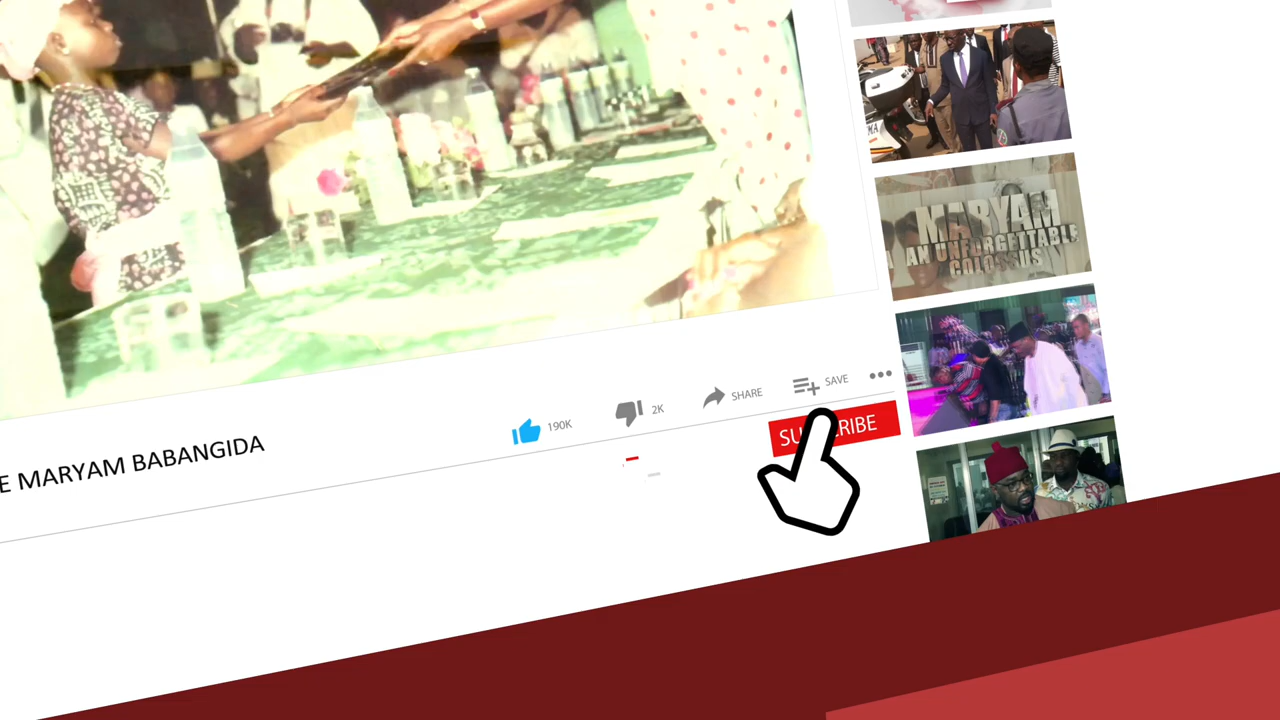 MARYAM
AN UNFORGETTABLE
COLOSSUS
190K
2K
SHARE
SAVE
E MARYAM BABANGIDA